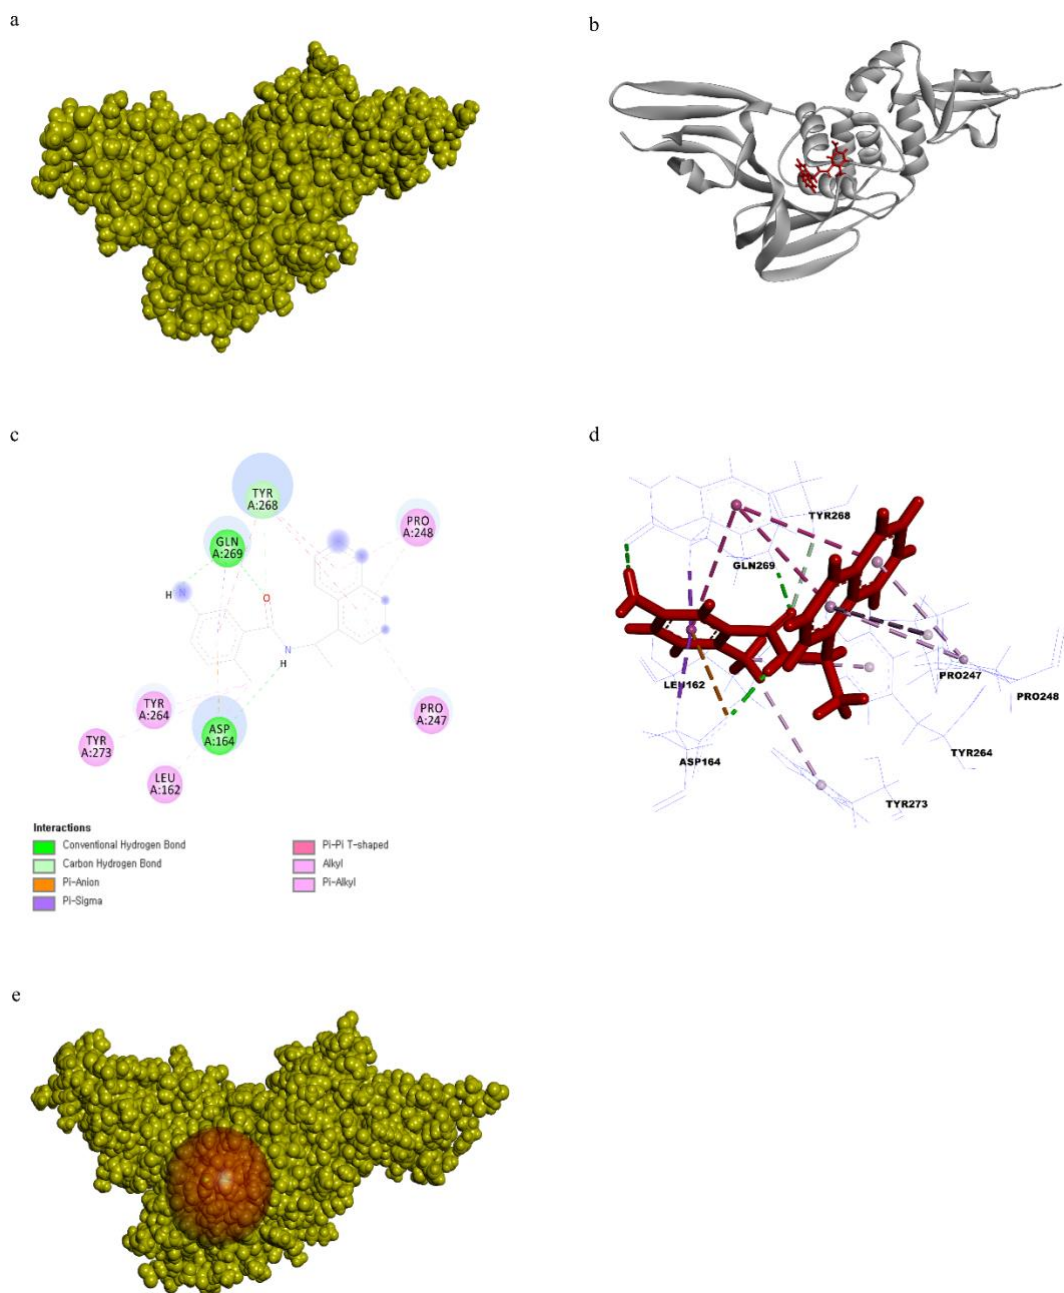 a
b
c
TYR
A:268
GLN
A:269
PRO
A:248
H
N
O
N
H
TYR
A:264
ASP
A:164
PRO
A:247
TYR
A:273
LEU
A:162
Interactions
Conventional Hydrogen Bond
Carbon Hydrogen Bond
Pi-Anion
Pi-Sigma
Pi-Pi T-shaped
Alkyl
Pi-Alkyl
d
TYR268
GLN269
LEU162
PRO247
PRO248
ASP164
TYR264
TYR273
e